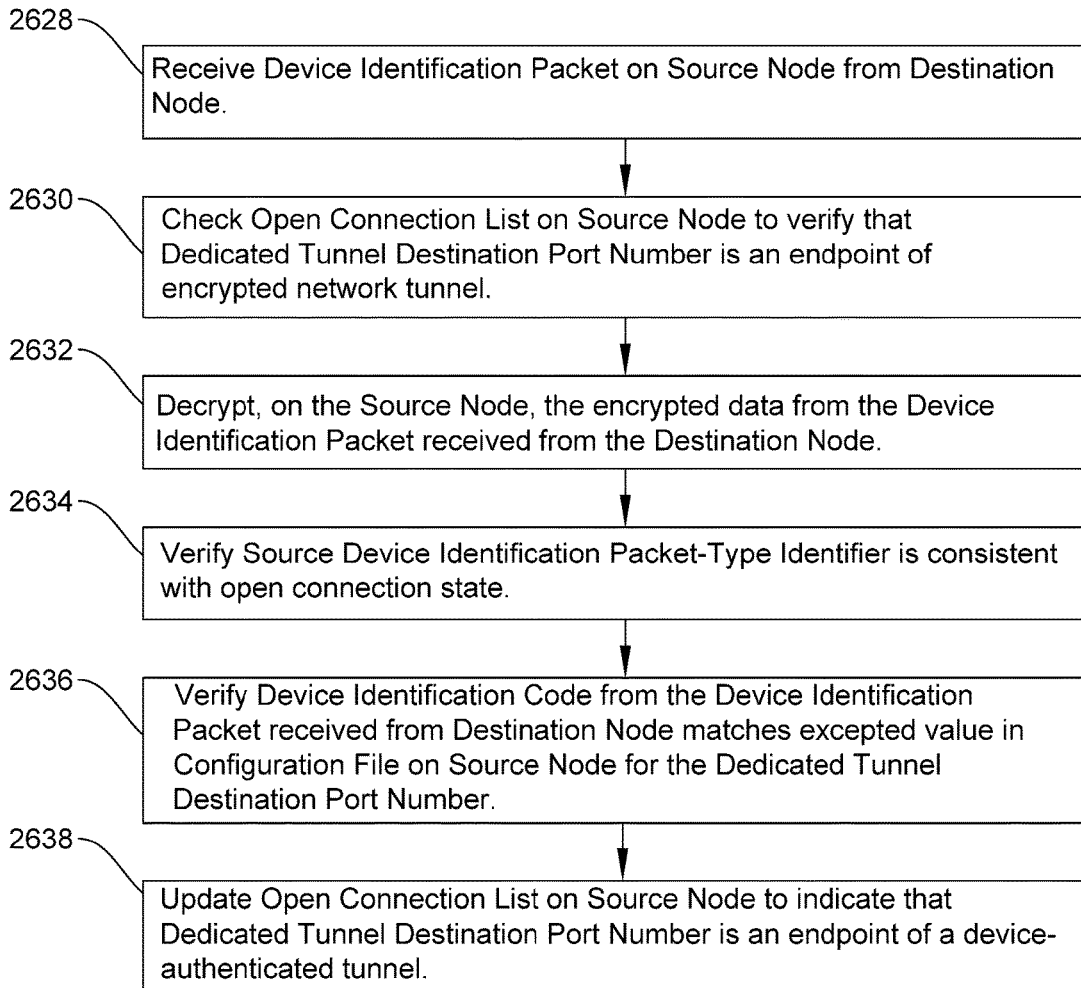 2628
Receive Device Identification Packet on Source Node from Destination
Node.
2630
Check Open Connection List on Source Node to verify that
Dedicated Tunnel Destination Port Number is an endpoint of
encrypted network tunnel.
2632
Decrypt, on the Source Node, the encrypted data from the Device
Identification Packet received from the Destination Node.
2634
Verify Source Device Identification Packet-Type Identifier is consistent
with open connection state.
2636
Verify Device Identification Code from the Device Identification
Packet received from Destination Node matches excepted value in
Configuration File on Source Node for the Dedicated Tunnel
Destination Port Number.
2638
Update Open Connection List on Source Node to indicate that
Dedicated Tunnel Destination Port Number is an endpoint of a device-
authenticated tunnel.